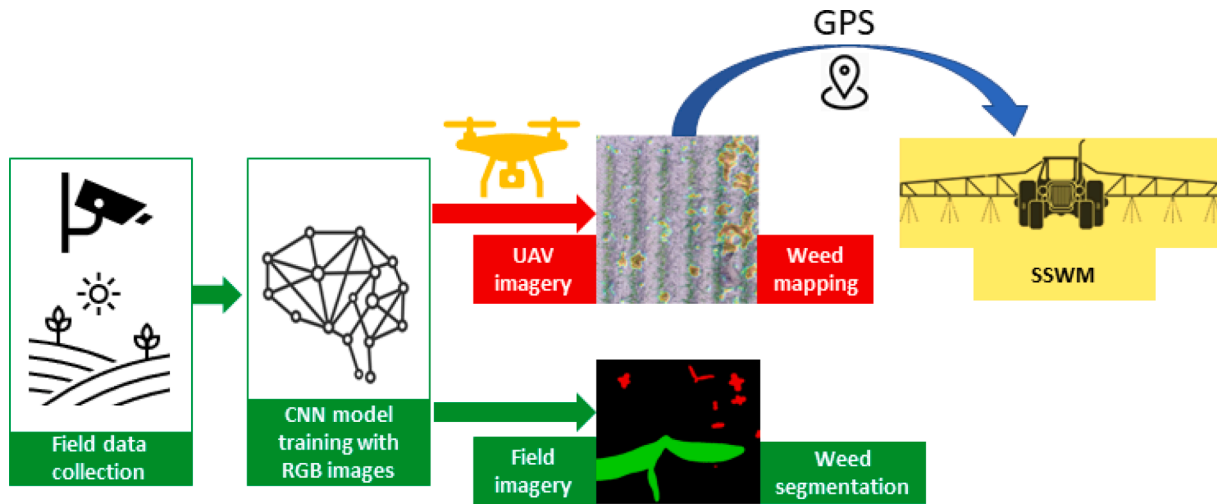 GPS
UAV
imagery
Weed
mapping
SSWM
Field data
collection
CNN model
training with
RGB images
Field
imagery
Weed
segmentation